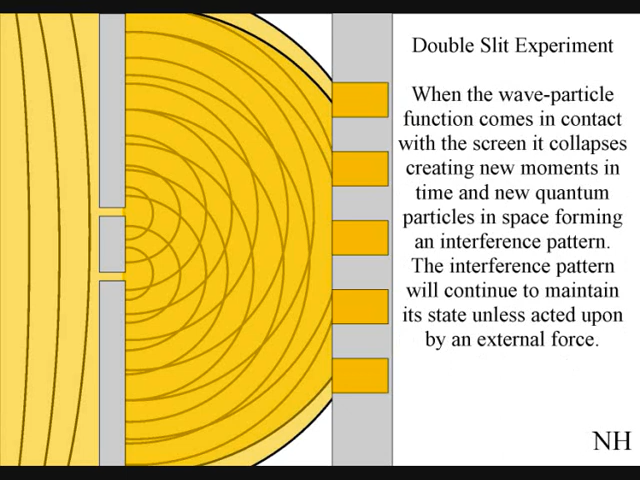 Double Slit Experiment
When the wave-particle
function comes in contact
with the screen it collapses
creating new moments in
time and new quantum
particles in space forming
an interference pattern.
The interference pattern
will continue to maintain
its state unless acted upon
by an external force.
NH